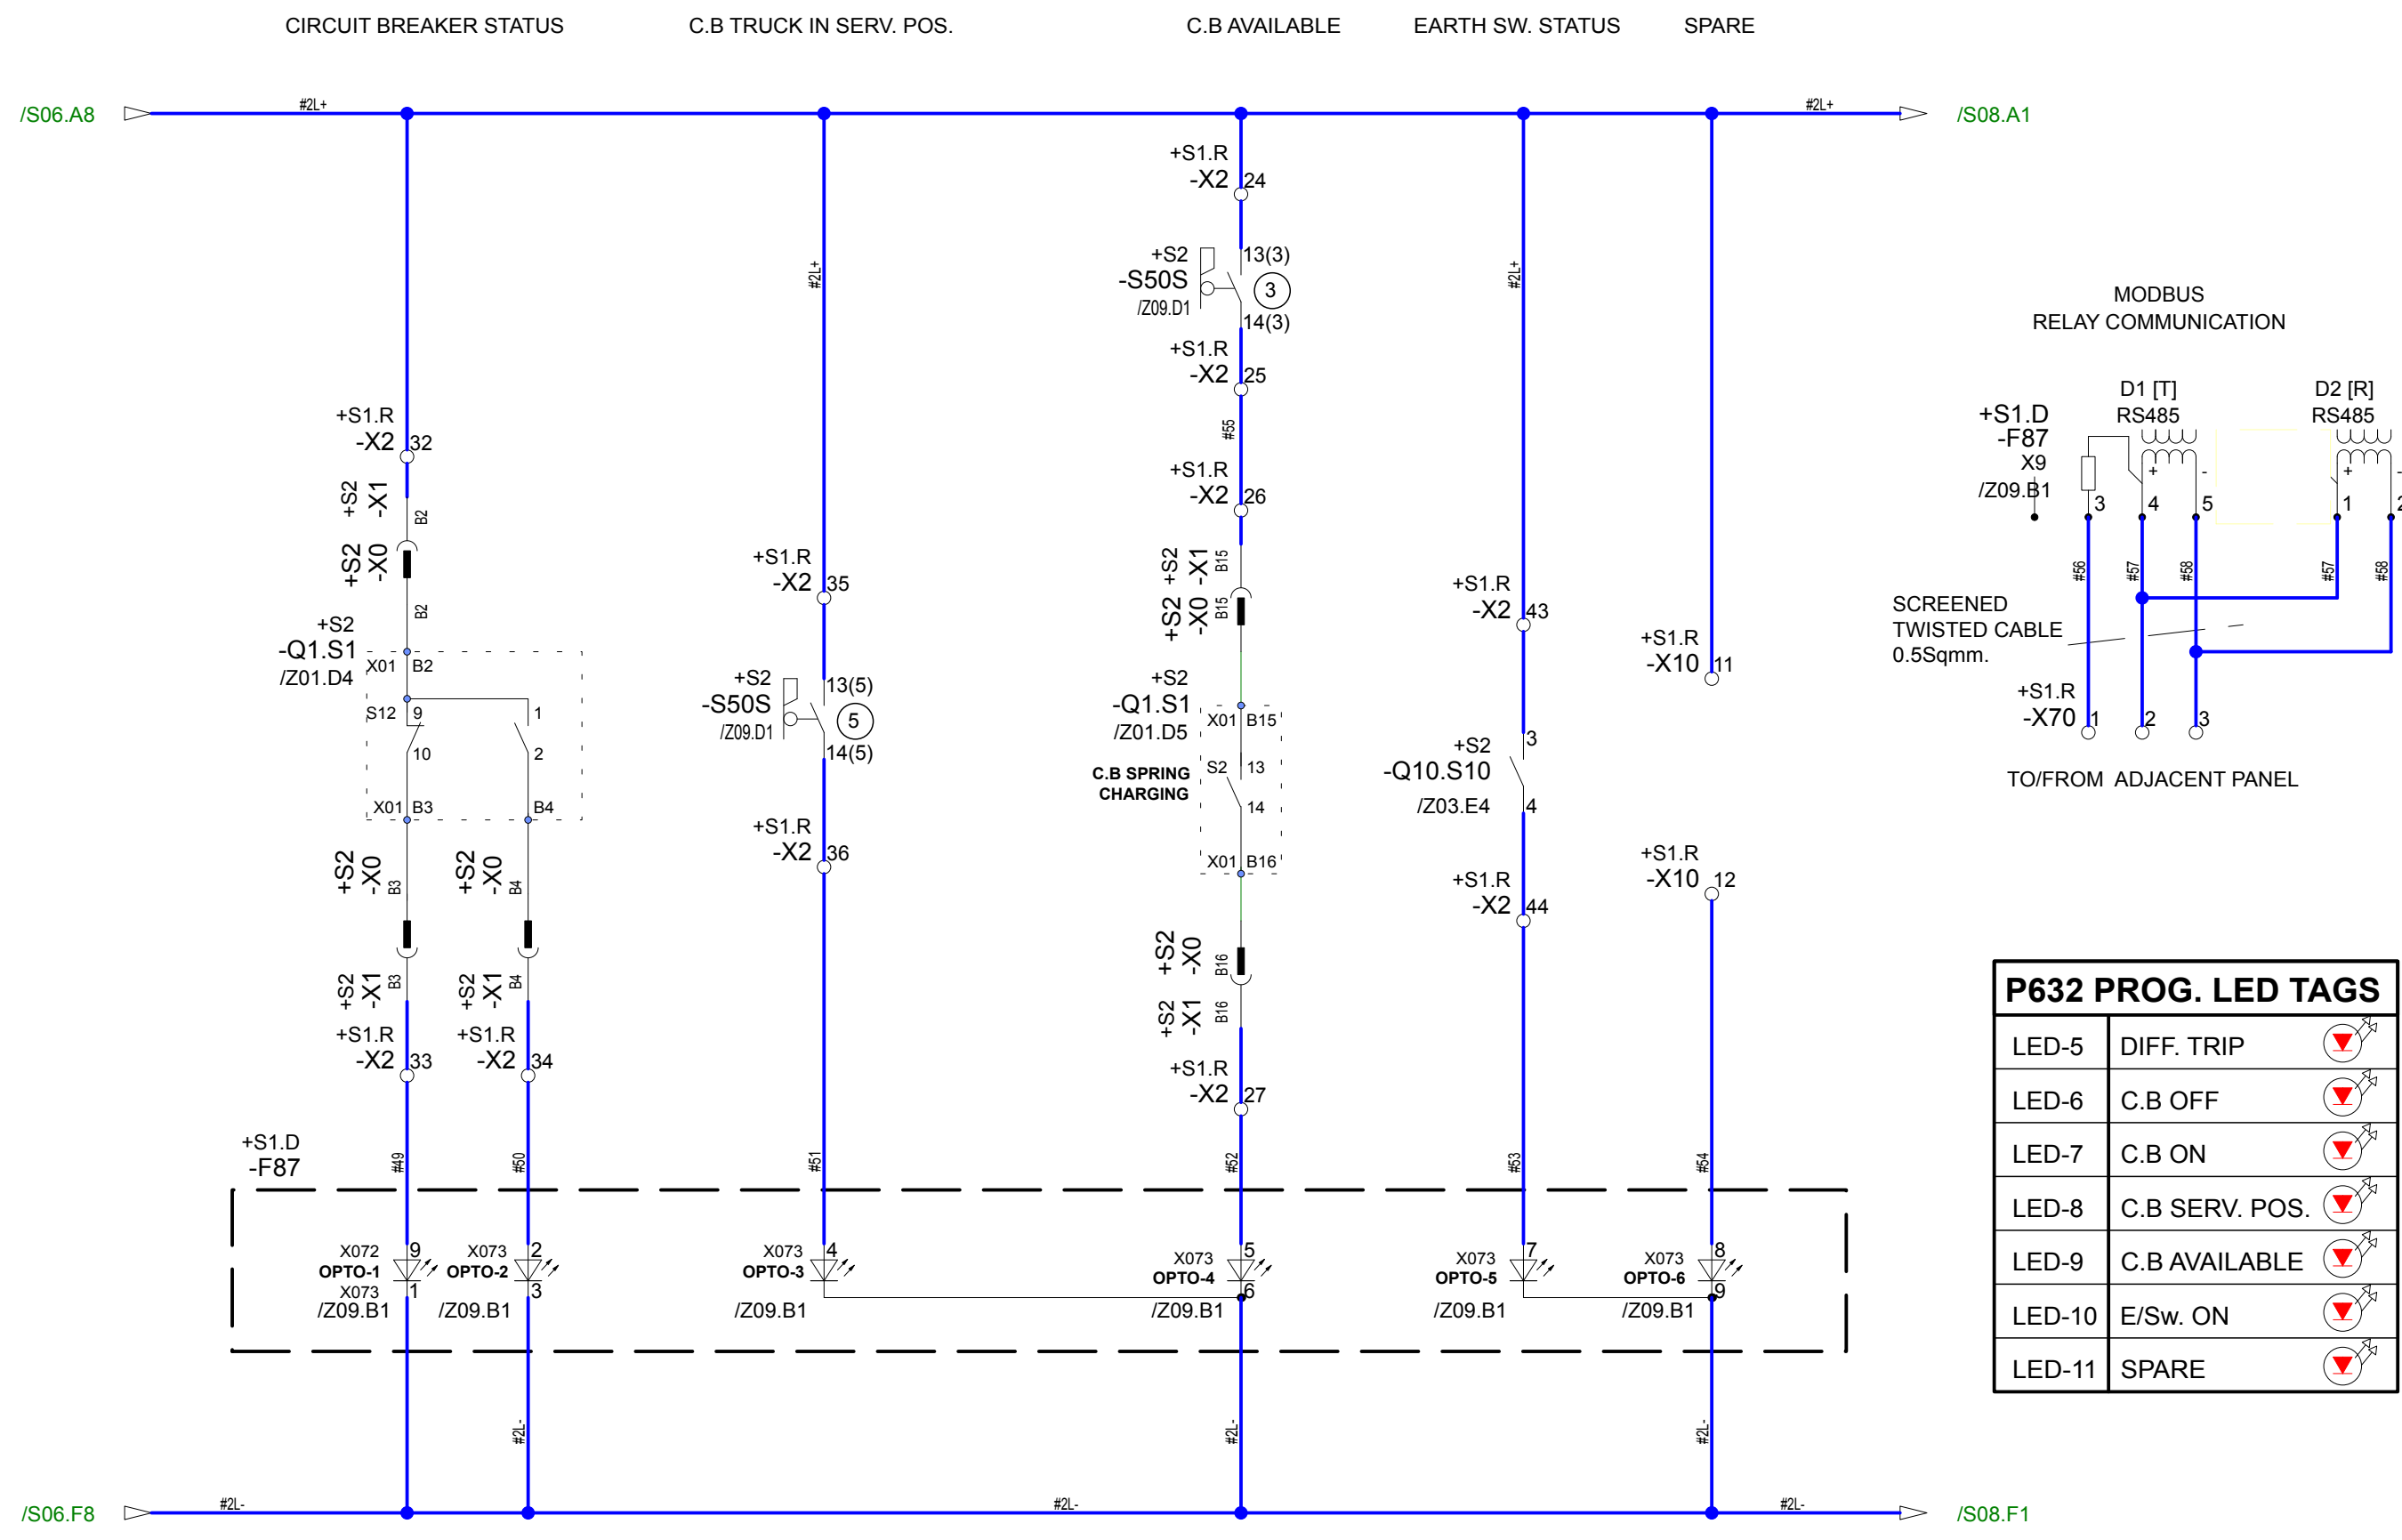 CIRCUIT BREAKER STATUS
C.B TRUCK IN SERV. POS.
C.B AVAILABLE
EARTH SW. STATUS
SPARE
/S06.A8
#2L+
#2L+
/S08.A1
+S1.R
-X2 32
+S2
-X1
B2
+S2
-X0
B2
+S2
-Q1.S1
/Z01.D4
X01 B2
S12 9
10
1
2
X01 B3
B4
+S2
-X0
B3
+S2
-X0
B4
+S2
-X1
B3
+S2
-X1
B4
+S1.R
-X2 33
+S1.R
-X2 34
#49
#50
#2L+
+S1.R
-X2 35
+S2
-S50S
/Z09.D1
13(5)
5
14(5)
+S1.R
-X2 36
#51
+S1.R
-X2 24
+S2
-S50S
/Z09.D1
13(3)
3
14(3)
+S1.R
-X2 25
#55
+S1.R
-X2 26
+S2
-X1
B15
+S2
-X0
B15
+S2
-Q1.S1
/Z01.D5
X01 B15
C.B SPRING
CHARGING
S2 13
14
X01 B16
+S2
-X0
B16
+S2
-X1
B16
+S1.R
-X2 27
#52
#2L+
+S1.R
-X2 43
+S2
-Q10.S10
/Z03.E4
3
4
+S1.R
-X2 44
#53
+S1.R
-X10 11
+S1.R
-X10 12
#54
+S1.D
-F87
X072 9
OPTO-1
X073 1
/Z09.B1
X073 2
OPTO-2
3
/Z09.B1
X073 4
OPTO-3
/Z09.B1
X073 5
OPTO-4
6
/Z09.B1
X073 7
OPTO-5
/Z09.B1
X073 8
OPTO-6
9
/Z09.B1
#2L-
#2L-
#2L-
/S06.F8
#2L-
#2L-
#2L-
/S08.F1
MODBUS
RELAY COMMUNICATION
+S1.D
-F87
X9
/Z09.B1
D1 [T]
RS485
D2 [R]
RS485
+ -
+ -
3 4 5 1 2
#56
#57
#58
#57
#58
SCREENED
TWISTED CABLE
0.5Sqmm.
+S1.R
-X70 1 2 3
TO/FROM ADJACENT PANEL
P632 PROG. LED TAGS
LED-5 DIFF. TRIP
LED-6 C.B OFF
LED-7 C.B ON
LED-8 C.B SERV. POS.
LED-9 C.B AVAILABLE
LED-10 E/Sw. ON
LED-11 SPARE